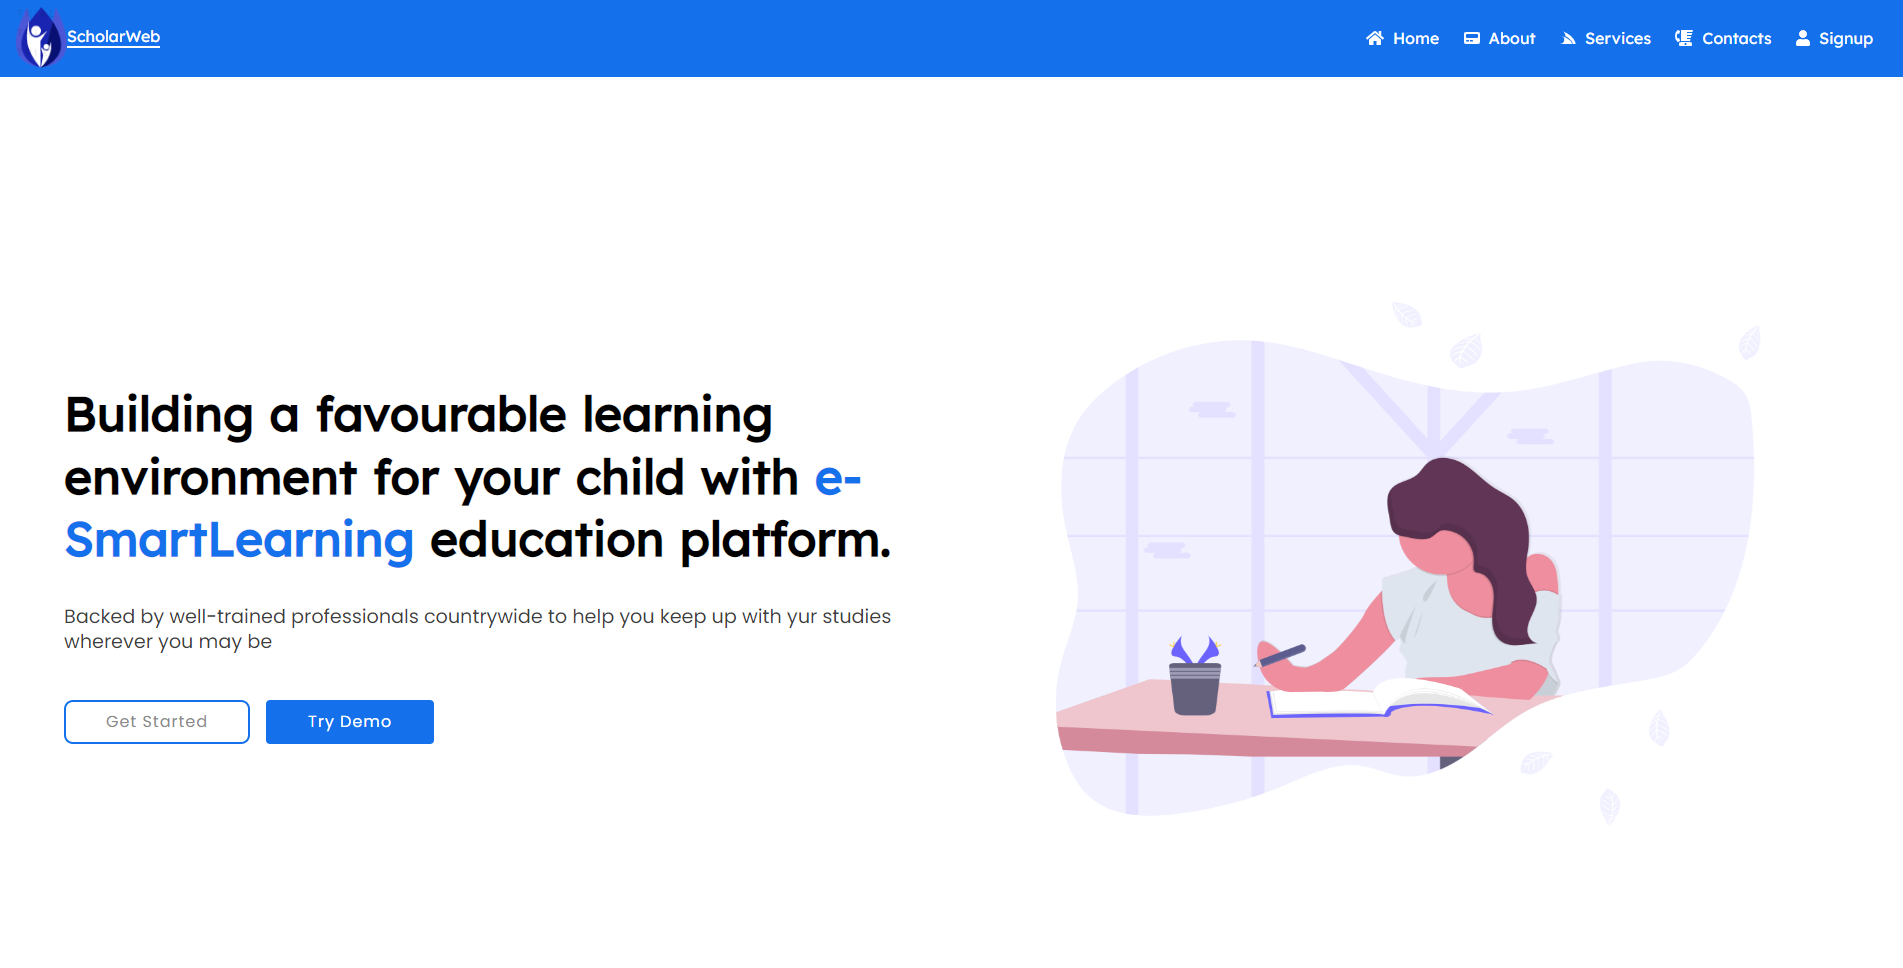 ScholarWeb
Home
About
Services
Contacts
Signup
Building a favourable learning
environment for your child with e-
SmartLearning education platform.
Backed by well-trained professionals countrywide to help you keep up with yur studies
wherever you may be
Get Started
Try Demo